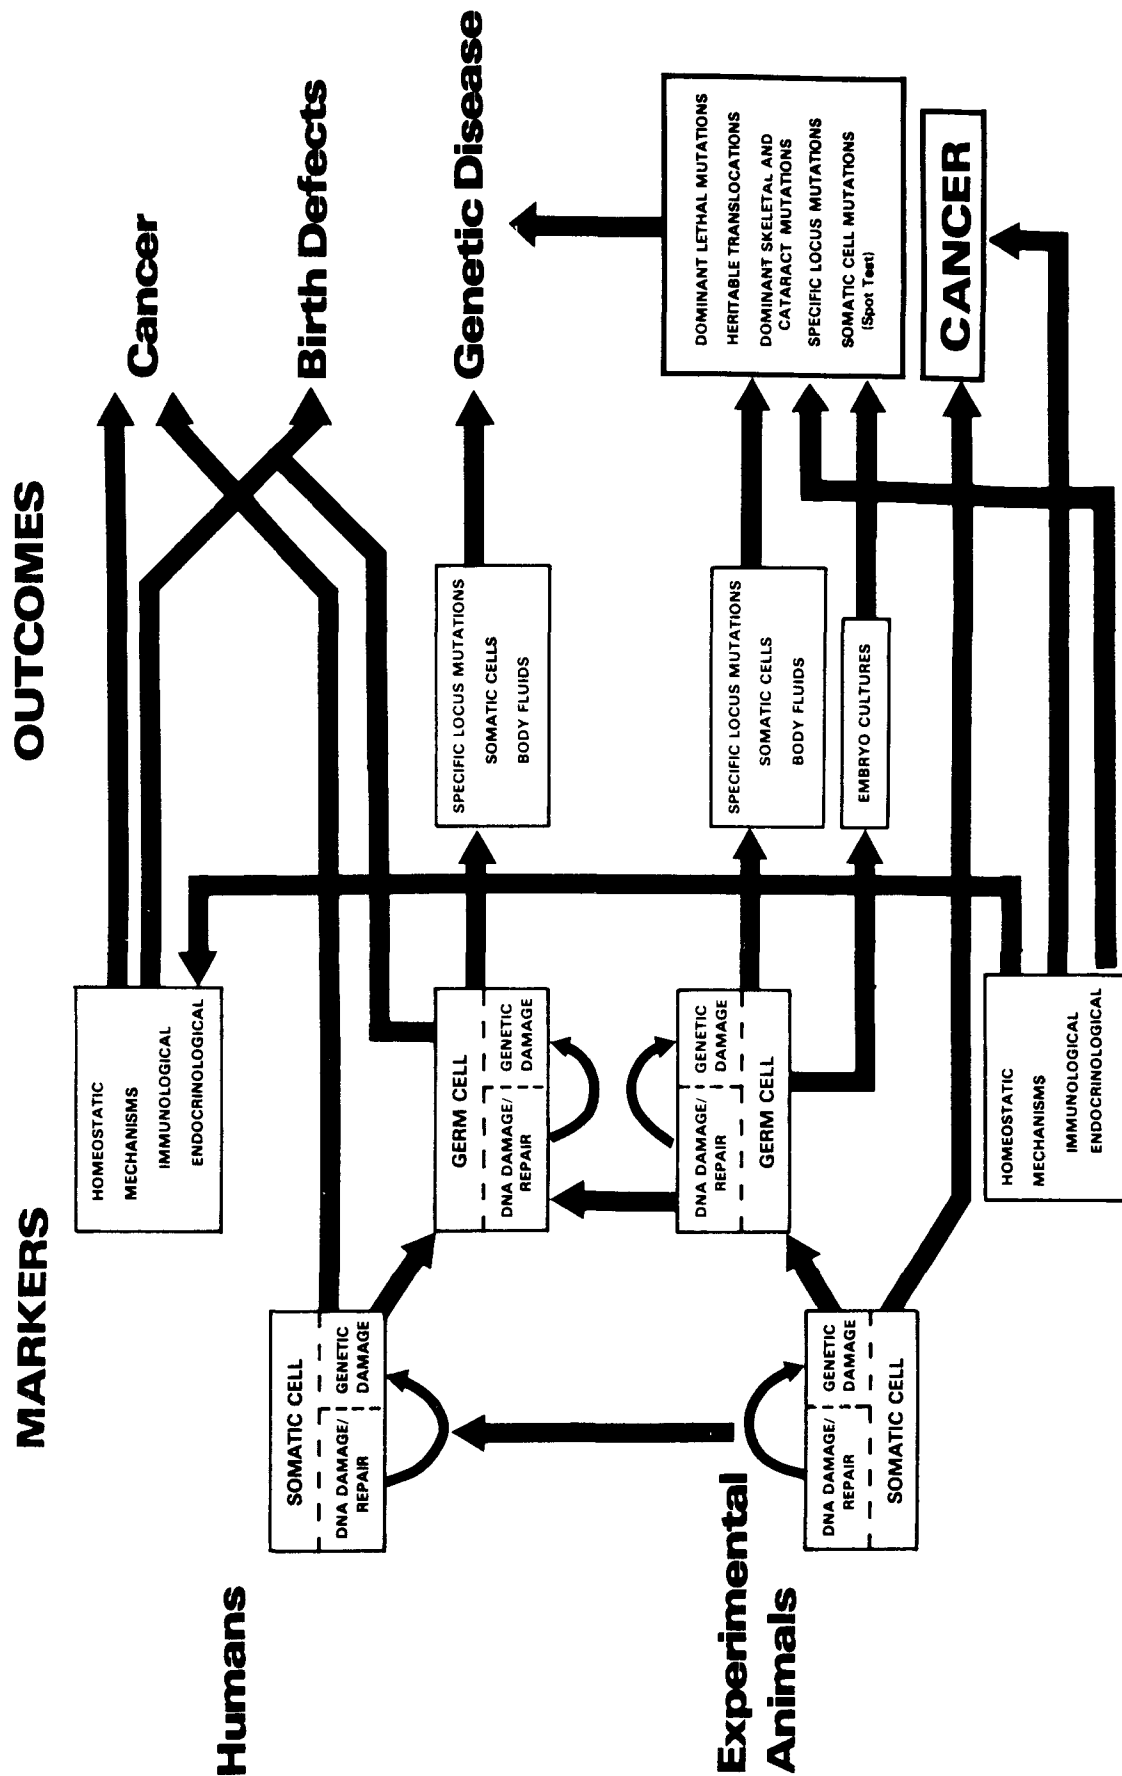 MARKERS
OUTCOMES
Humans
HOMEOSTATIC
MECHANISMS
IMMUNOLOGICAL
ENDOCRINOLOGICAL
Cancer
SOMATIC CELL
DNA DAMAGE/
REPAIR
GENETIC
DAMAGE
Birth Defects
GERM CELL
DNA DAMAGE/
REPAIR
GENETIC
DAMAGE
SPECIFIC LOCUS MUTATIONS
SOMATIC CELLS
BODY FLUIDS
Genetic Disease
Experimental
Animals
DNA DAMAGE/
REPAIR
GENETIC
DAMAGE
GERM CELL
SPECIFIC LOCUS MUTATIONS
SOMATIC CELLS
BODY FLUIDS
EMBRYO CULTURES
DOMINANT LETHAL MUTATIONS
HERITABLE TRANSLOCATIONS
DOMINANT SKELETAL AND
CATARACT MUTATIONS
SPECIFIC LOCUS MUTATIONS
SOMATIC CELL MUTATIONS
(Spot Test)
DNA DAMAGE/
REPAIR
GENETIC
DAMAGE
SOMATIC CELL
CANCER
HOMEOSTATIC
MECHANISMS
IMMUNOLOGICAL
ENDOCRINOLOGICAL